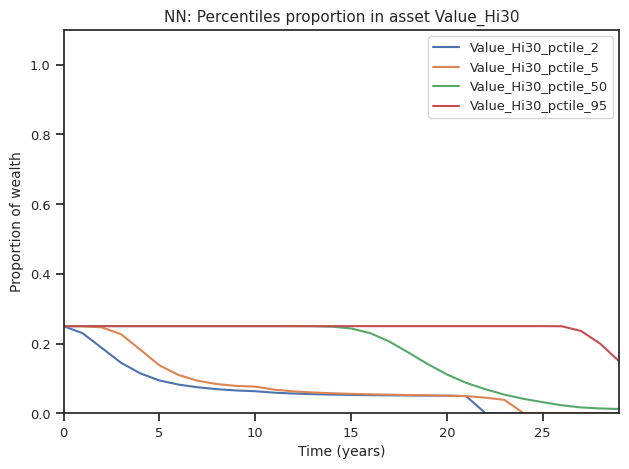 NN: Percentiles proportion in asset Value_Hi30
Value_Hi30_pctile_2
Value_Hi30_pctile_5
Value_Hi30_pctile_50
Value_Hi30_pctile_95
1.0
0.8
0.6
0.4
0.2
0.0
Proportion of wealth
0 5 10 15 20 25
Time (years)